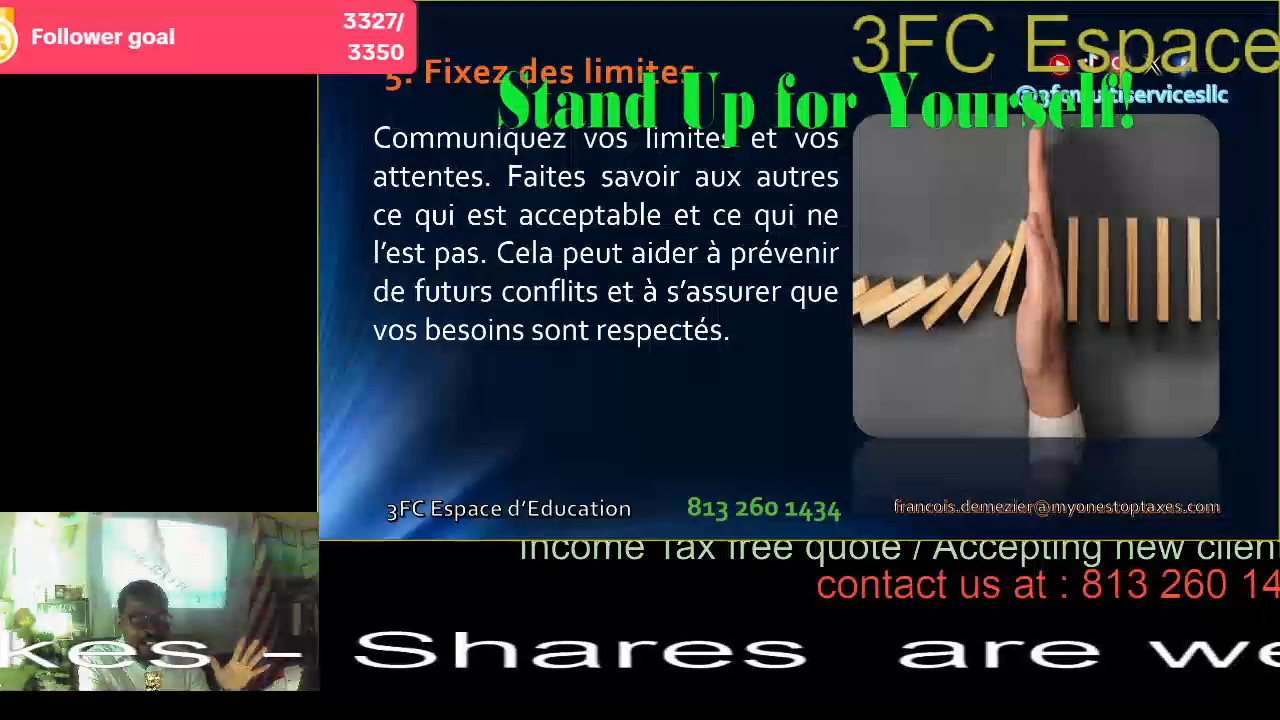 Follower goal
3327/
3350
3FC Espace
5. Fixez des limites
Stand Up for Yourself!
@3fcmultiservicesllc
Communiquez vos limites et vos
attentes. Faites savoir aux autres
ce qui est acceptable et ce qui ne
l’est pas. Cela peut aider à prévenir
de futurs conflits et à s’assurer que
vos besoins sont respectés.
3FC Espace d’Education
813 260 1434
francois.demezier@myonestoptaxes.com
Income Tax free quote / Accepting new clien
contact us at : 813 260 14
kes - Shares are we